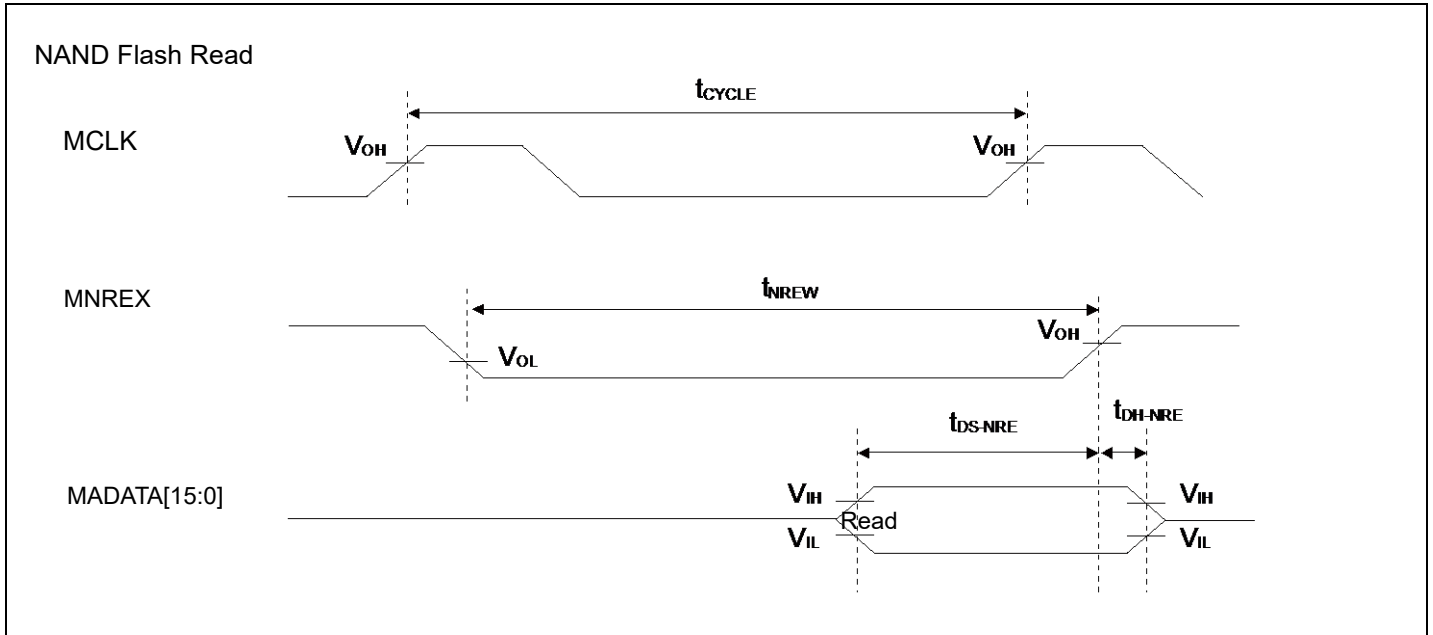 NAND Flash Read
tCYCLE
MCLK
VOH VOH
MNREX
tNREW
VOH
VOL
tDS-NRE tDH-NRE
MADATA[15:0]
VIH VIH
Read
VIL VIL